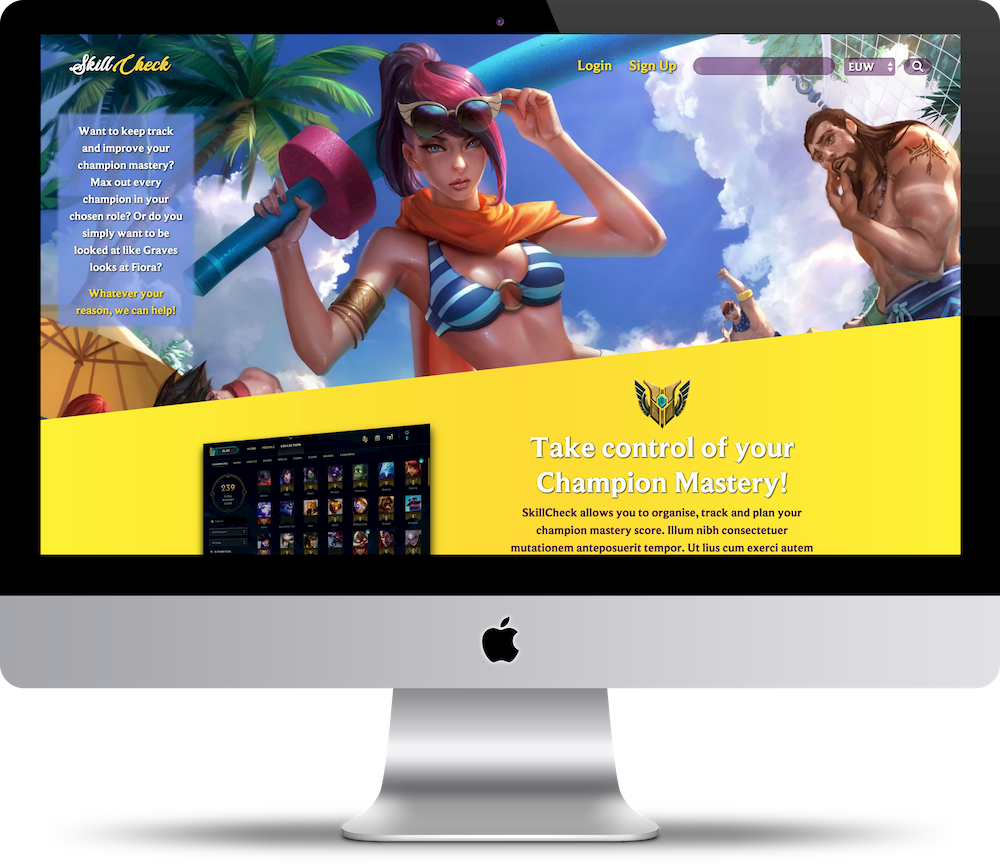 SkillCheck
Login Sign Up EUW
Want to keep track
and improve your
champion mastery?
Max out every
champion in your
chosen role? Or do you
simply want to be
looked at like Graves
looks at Fiora?
Whatever your
reason, we can help!
HOME PROFILE COLLECTION
239
Take control of your
Champion Mastery!
SkillCheck allows you to organise, track and plan your
champion mastery score. Illum nibh consectetuer
mutationem anteposuerit tempor. Ut lius cum exerci autem